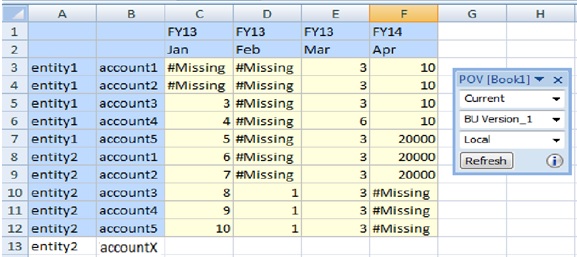 A B C D E F G H
1 FY13 FY13 FY13 FY14
2 Jan Feb Mar Apr
3 entity1 account1 #Missing #Missing 3 10
4 entity1 account2 #Missing #Missing 3 10
5 entity1 account3 3 #Missing 3 10
6 entity1 account4 4 #Missing 6 10
7 entity1 account5 5 #Missing 3 20000
8 entity2 account1 6 #Missing 3 20000
9 entity2 account2 7 #Missing 3 20000
10 entity2 account3 8 1 3 #Missing
11 entity2 account4 9 1 3 #Missing
12 entity2 account5 10 1 3 #Missing
13 entity2 accountX
POV [Book1]
Current
BU Version_1
Local
Refresh